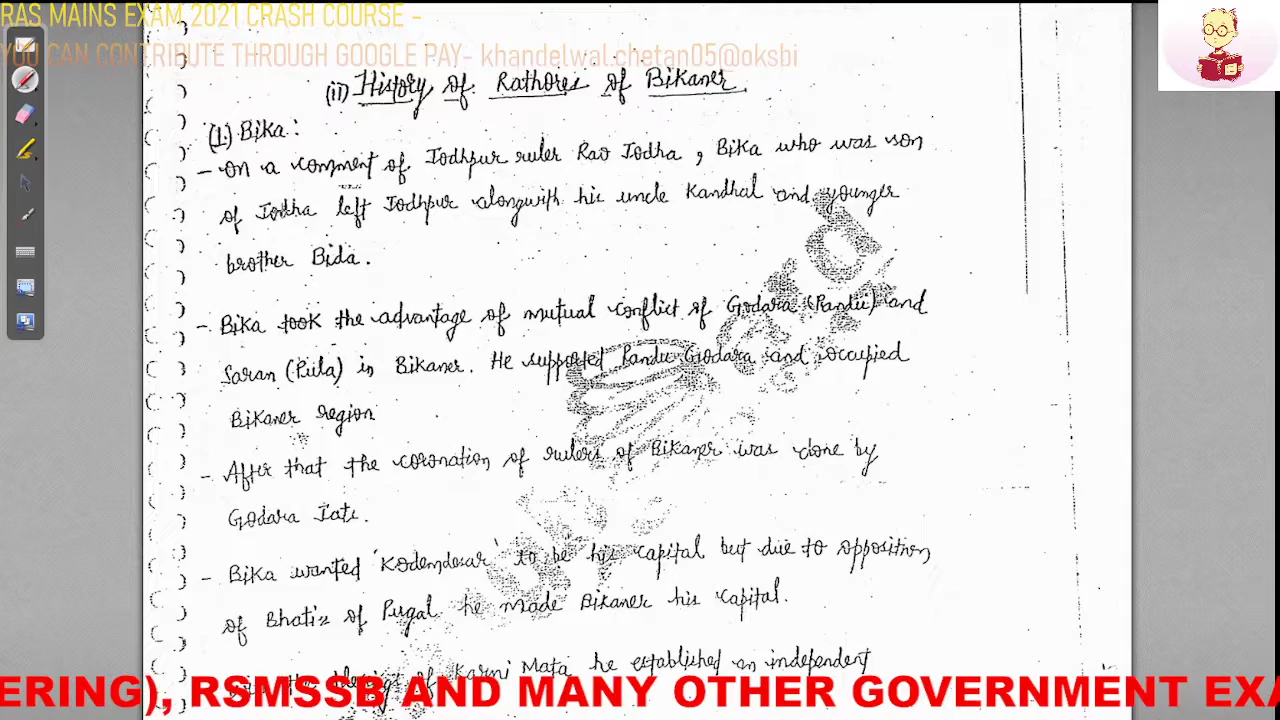 RAS MAINS EXAM 2021 CRASH COURSE -
YOU CAN CONTRIBUTE THROUGH GOOGLE PAY- khandelwal.chetan05@oksbi
(ii) History of Rathores of Bikaner
(1) Bika:
- On a comment of Jodhpur ruler Rao Jodha, Bika who was son
of Jodha left Jodhpur alongwith his uncle Kandhal and younger
brother Bida.
- Bika took the advantage of mutual conflict of Godara (Pandu) and
Saran (Pula) in Bikaner. He supported Pandu Godara and occupied
Bikaner region
- After that the coronation of rulers of Bikaner was done by
Godara Jats.
- Bika wanted 'Kodemdesar' to be his capital but due to opposition
of Bhatis of Pugal he made Bikaner his capital.
of Karni Mata he established an independent
ERING), RSMSSB AND MANY OTHER GOVERNMENT EXA